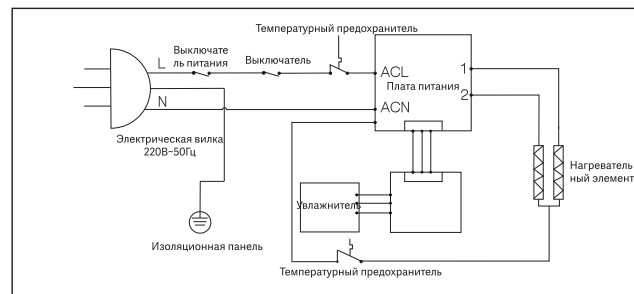 Температурный предохранитель
Выключате
ль питания
Выключатель
L
ACL
Плата питания
1
2
N
ACN
Электрическая вилка
220В–50Гц
Нагреватель
ный элемент
Увлажнитель
Изоляционная панель
Температурный предохранитель